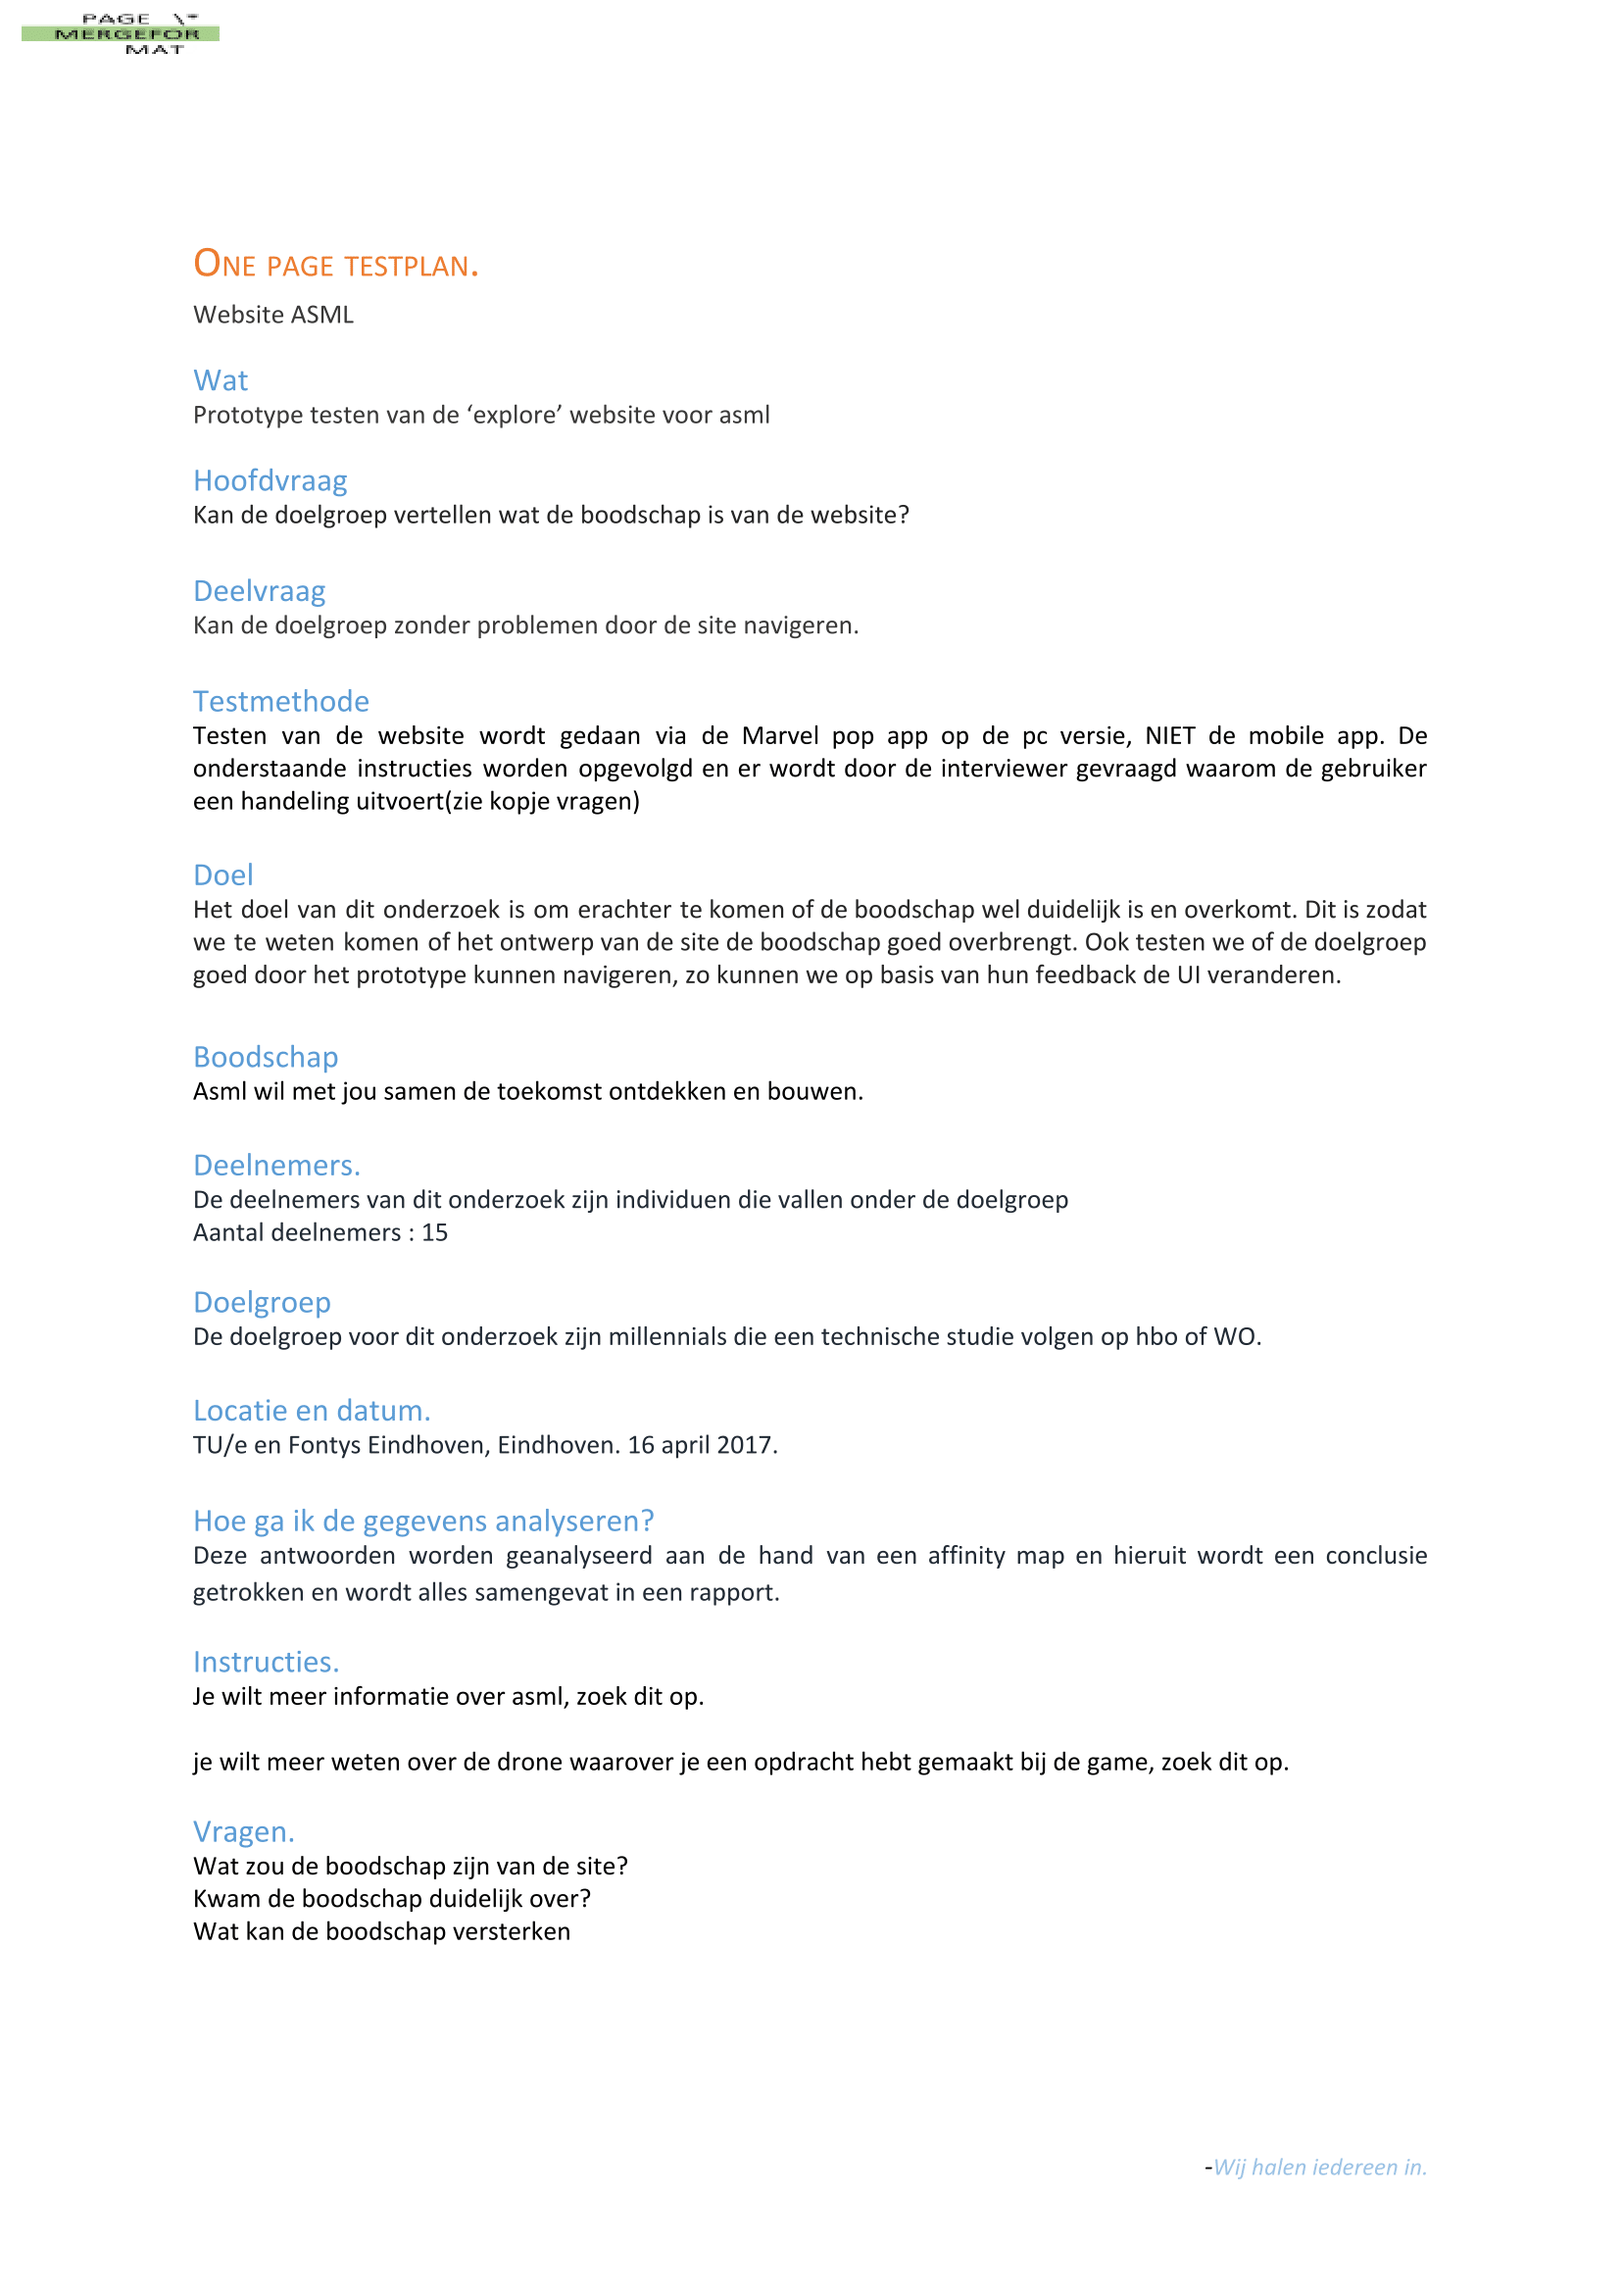 PAGE \*
MERGEFOR
MAT
One page testplan.
Website ASML
Wat
Prototype testen van de ‘explore’ website voor asml
Hoofdvraag
Kan de doelgroep vertellen wat de boodschap is van de website?
Deelvraag
Kan de doelgroep zonder problemen door de site navigeren.
Testmethode
Testen van de website wordt gedaan via de Marvel pop app op de pc versie, NIET de mobile app. De
onderstaande instructies worden opgevolgd en er wordt door de interviewer gevraagd waarom de gebruiker
een handeling uitvoert(zie kopje vragen)
Doel
Het doel van dit onderzoek is om erachter te komen of de boodschap wel duidelijk is en overkomt. Dit is zodat
we te weten komen of het ontwerp van de site de boodschap goed overbrengt. Ook testen we of de doelgroep
goed door het prototype kunnen navigeren, zo kunnen we op basis van hun feedback de UI veranderen.
Boodschap
Asml wil met jou samen de toekomst ontdekken en bouwen.
Deelnemers.
De deelnemers van dit onderzoek zijn individuen die vallen onder de doelgroep
Aantal deelnemers : 15
Doelgroep
De doelgroep voor dit onderzoek zijn millennials die een technische studie volgen op hbo of WO.
Locatie en datum.
TU/e en Fontys Eindhoven, Eindhoven. 16 april 2017.
Hoe ga ik de gegevens analyseren?
Deze antwoorden worden geanalyseerd aan de hand van een affinity map en hieruit wordt een conclusie
getrokken en wordt alles samengevat in een rapport.
Instructies.
Je wilt meer informatie over asml, zoek dit op.
je wilt meer weten over de drone waarover je een opdracht hebt gemaakt bij de game, zoek dit op.
Vragen.
Wat zou de boodschap zijn van de site?
Kwam de boodschap duidelijk over?
Wat kan de boodschap versterken
-Wij halen iedereen in.